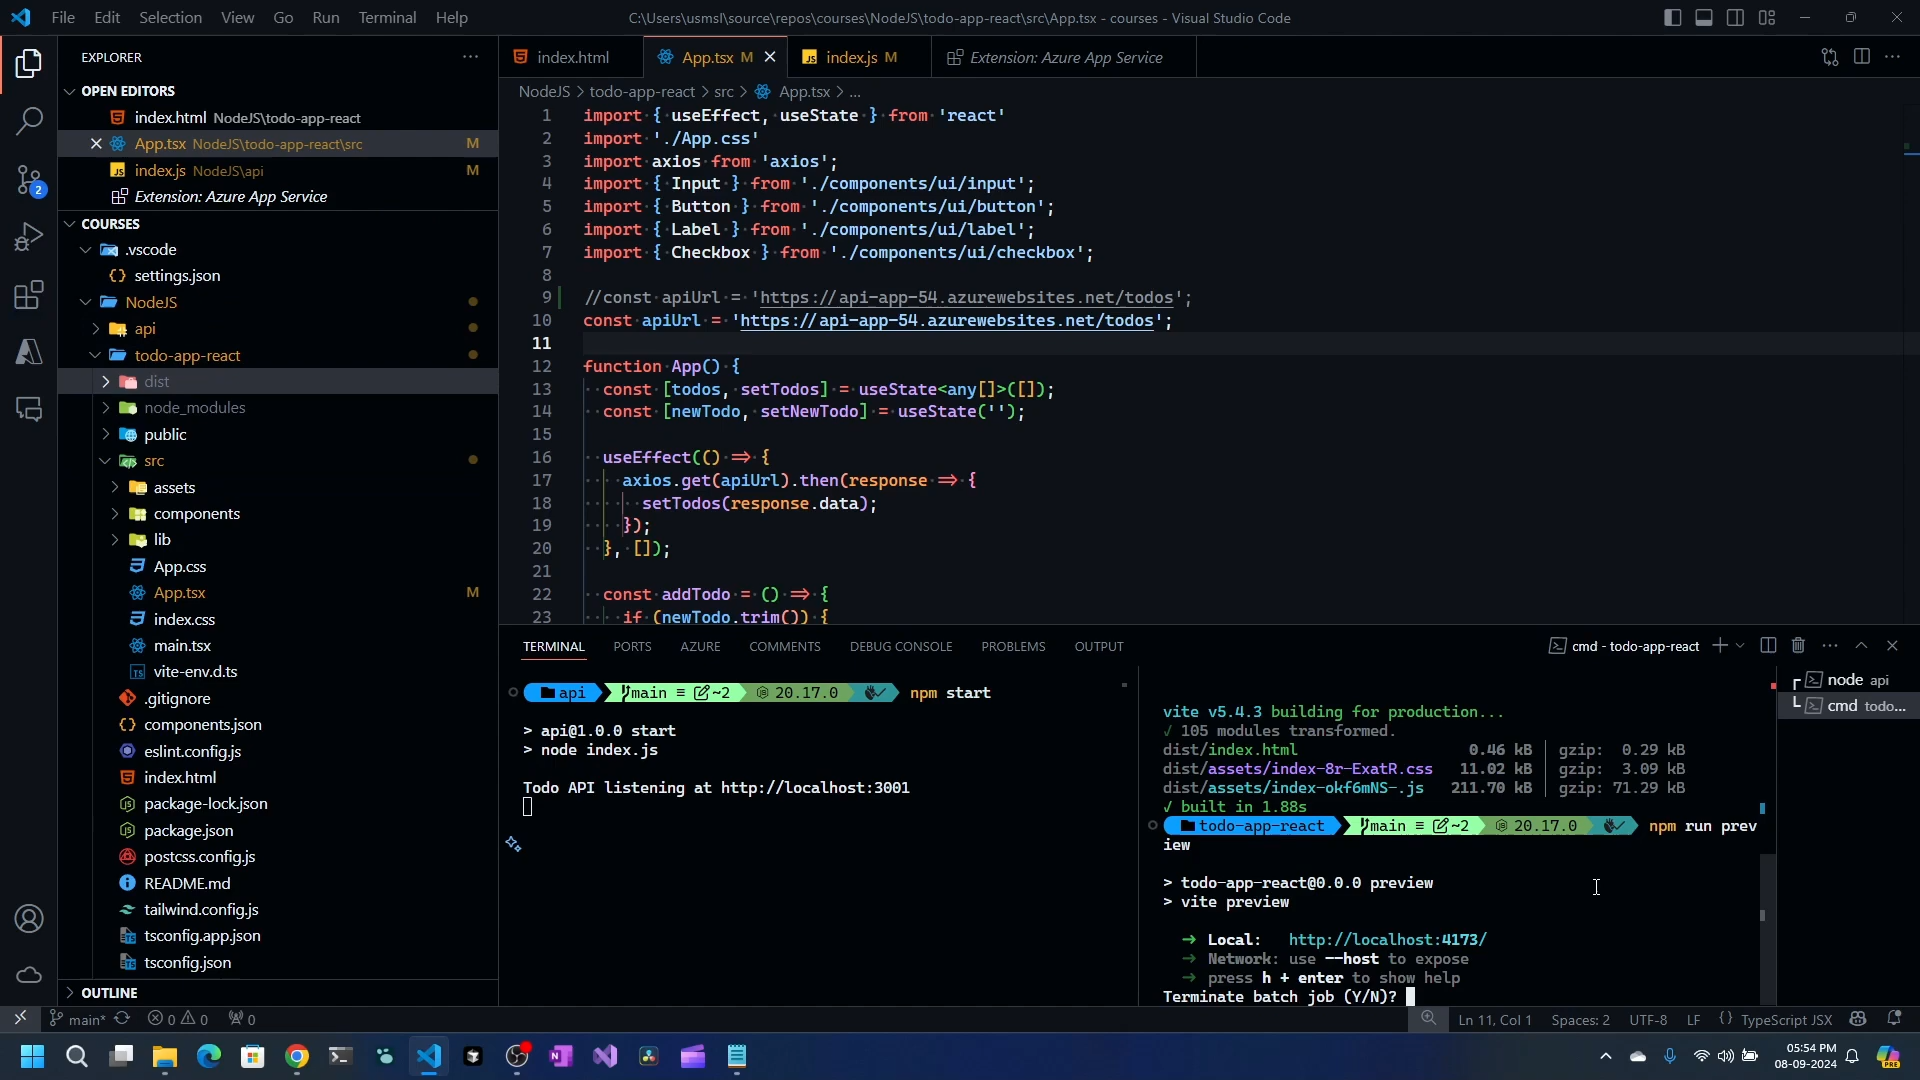 File Edit Selection View Go Run Terminal Help
C:\Users\usmsl\source\repos\courses\NodeJS\todo-app-react\src\App.tsx - courses - Visual Studio Code
EXPLORER
OPEN EDITORS
index.html NodeJS\todo-app-react
App.tsx NodeJS\todo-app-react\src M
index.js NodeJS\api M
Extension: Azure App Service
COURSES
.vscode
settings.json
NodeJS
api
todo-app-react
dist
node_modules
public
src
assets
components
lib
App.css
App.tsx M
index.css
main.tsx
vite-env.d.ts
.gitignore
components.json
eslint.config.js
index.html
package-lock.json
package.json
postcss.config.js
README.md
tailwind.config.js
tsconfig.app.json
tsconfig.json
OUTLINE
2
index.html
App.tsx M
index.js M
Extension: Azure App Service
NodeJS > todo-app-react > src > App.tsx > ...
1 import { useEffect, useState } from 'react'
2 import './App.css'
3 import axios from 'axios';
4 import { Input } from './components/ui/input';
5 import { Button } from './components/ui/button';
6 import { Label } from './components/ui/label';
7 import { Checkbox } from './components/ui/checkbox';
8
9 //const apiUrl = 'https://api-app-54.azurewebsites.net/todos';
10 const apiUrl = 'https://api-app-54.azurewebsites.net/todos';
11
12 function App() {
13 const [todos, setTodos] = useState<any[]>([]);
14 const [newTodo, setNewTodo] = useState('');
15
16 useEffect(() => {
17 axios.get(apiUrl).then(response => {
18 setTodos(response.data);
19 });
20 }, []);
21
22 const addTodo = () => {
23 if (newTodo.trim()) {
TERMINAL PORTS AZURE COMMENTS DEBUG CONSOLE PROBLEMS OUTPUT
cmd - todo-app-react
api main ≡ ~2 20.17.0 npm start
> api@1.0.0 start
> node index.js
Todo API listening at http://localhost:3001
vite v5.4.3 building for production...
✓ 105 modules transformed.
dist/index.html 0.46 kB │ gzip: 0.29 kB
dist/assets/index-8r-ExatR.css 11.02 kB │ gzip: 3.09 kB
dist/assets/index-okf6mNS-.js 211.70 kB │ gzip: 71.29 kB
✓ built in 1.88s
todo-app-react main ≡ ~2 20.17.0 npm run prev
iew
> todo-app-react@0.0.0 preview
> vite preview
➜ Local: http://localhost:4173/
➜ Network: use --host to expose
➜ press h + enter to show help
Terminate batch job (Y/N)?
node api
cmd todo...
main* 0 0 0
Ln 11, Col 1 Spaces: 2 UTF-8 LF {} TypeScript JSX
05:54 PM
08-09-2024
PRE